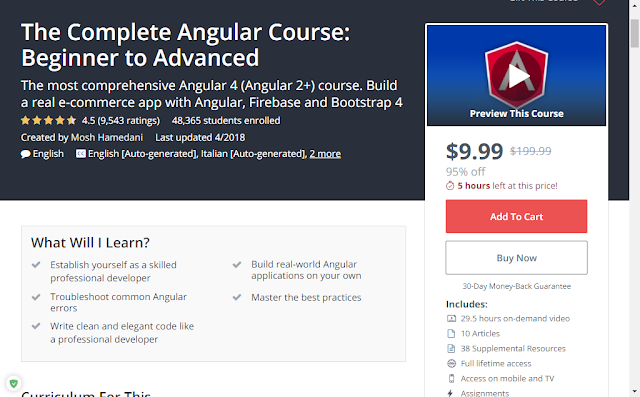 The Complete Angular Course:
Beginner to Advanced
The most comprehensive Angular 4 (Angular 2+) course. Build
a real e-commerce app with Angular, Firebase and Bootstrap 4
4.5 (9,543 ratings) 48,365 students enrolled
Created by Mosh Hamedani Last updated 4/2018
English English [Auto-generated], Italian [Auto-generated], 2 more
Preview This Course
$9.99 $199.99
95% off
5 hours left at this price!
Add To Cart
Buy Now
30-Day Money-Back Guarantee
Includes:
29.5 hours on-demand video
10 Articles
38 Supplemental Resources
Full lifetime access
Access on mobile and TV
Assignments
What Will I Learn?
Establish yourself as a skilled
professional developer
Troubleshoot common Angular
errors
Write clean and elegant code like
a professional developer
Build real-world Angular
applications on your own
Master the best practices
Curriculum For This